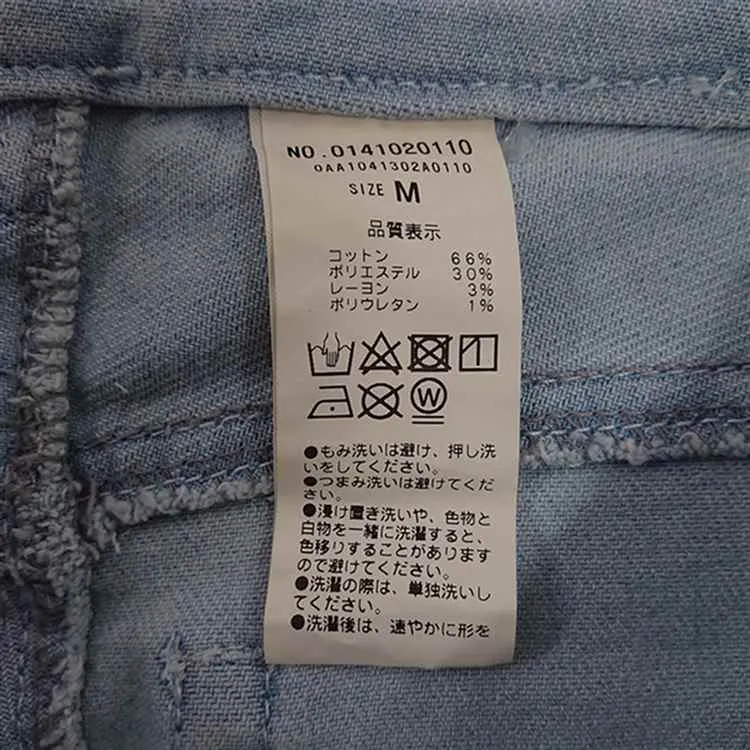 NO.0141020110
OAA1041302A0110
SIZE M
品質表示
コットン 66%
ポリエステル 30%
レーヨン 3%
ポリウレタン 1%
W
●もみ洗いは避け、押し洗
いをしてください。
●つまみ洗いは避けてくだ
さい。
●浸け置き洗いや、色物と
白物を一緒に洗濯すると、
色移りすることがあります
ので避けてください。
●洗濯の際は、単独洗いし
てください。
●洗濯後は、速やかに形を